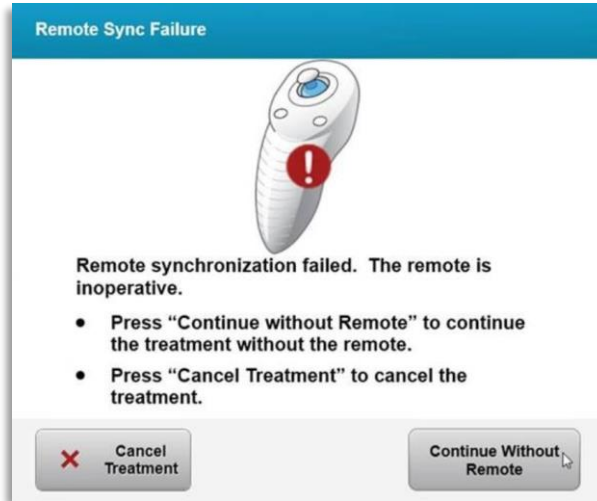 Remote Sync Failure
Remote synchronization failed. The remote is
inoperative.
• Press “Continue without Remote” to continue
the treatment without the remote.
• Press “Cancel Treatment” to cancel the
treatment.
Cancel
Treatment
Continue Without
Remote